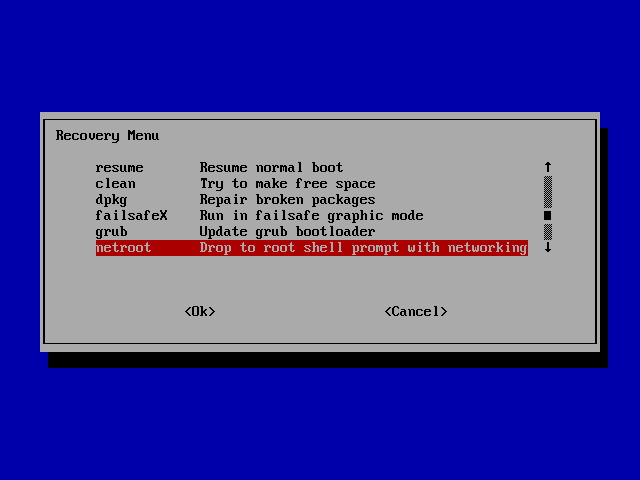 Recovery Menu
resume Resume normal boot ↑
clean Try to make free space
dpkg Repair broken packages
failsafeX Run in failsafe graphic mode
grub Update grub bootloader
netroot Drop to root shell prompt with networking ↓
<Ok> <Cancel>